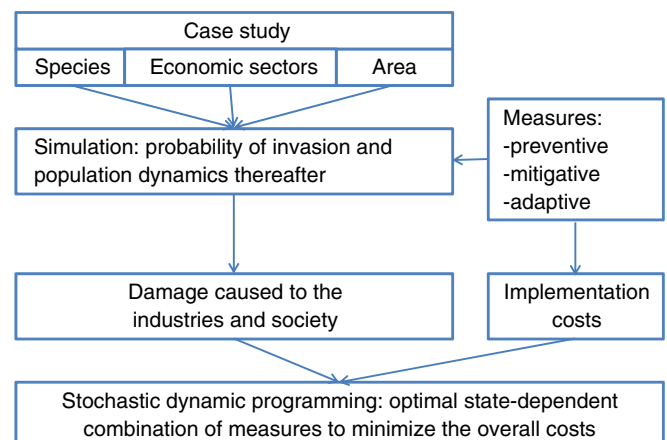 Case study
Species
Economic sectors
Area
Simulation: probability of invasion and
population dynamics thereafter
Measures:
-preventive
-mitigative
-adaptive
Damage caused to the
industries and society
Implementation
costs
Stochastic dynamic programming: optimal state-dependent
combination of measures to minimize the overall costs